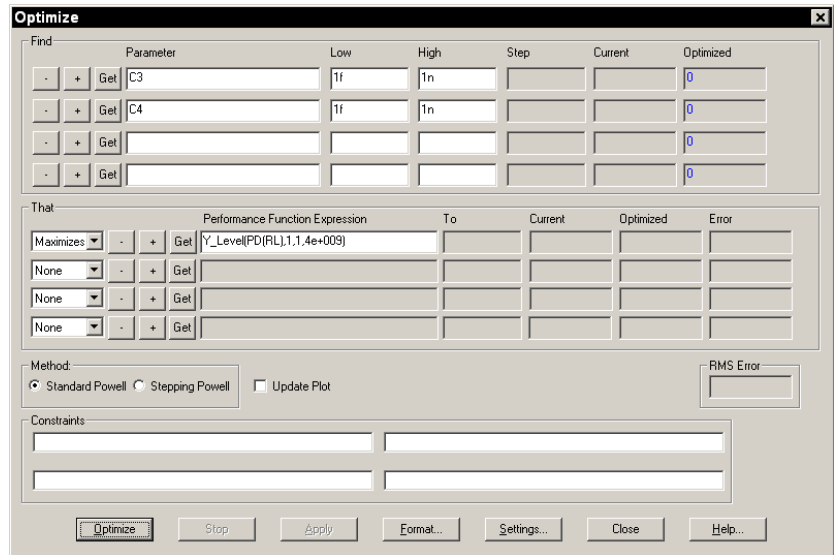 Optimize
Find
Parameter Low High Step Current Optimized
- + Get C3 1f 1n 0
- + Get C4 1f 1n 0
- + Get 0
- + Get 0
That
Performance Function Expression To Current Optimized Error
Maximizes - + Get Y_Level(PD(RL),1,1,4e+009)
None - + Get
None - + Get
None - + Get
Method:
Standard Powell Stepping Powell Update Plot
RMS Error
Constraints
Optimize Stop Apply Format... Settings... Close Help...